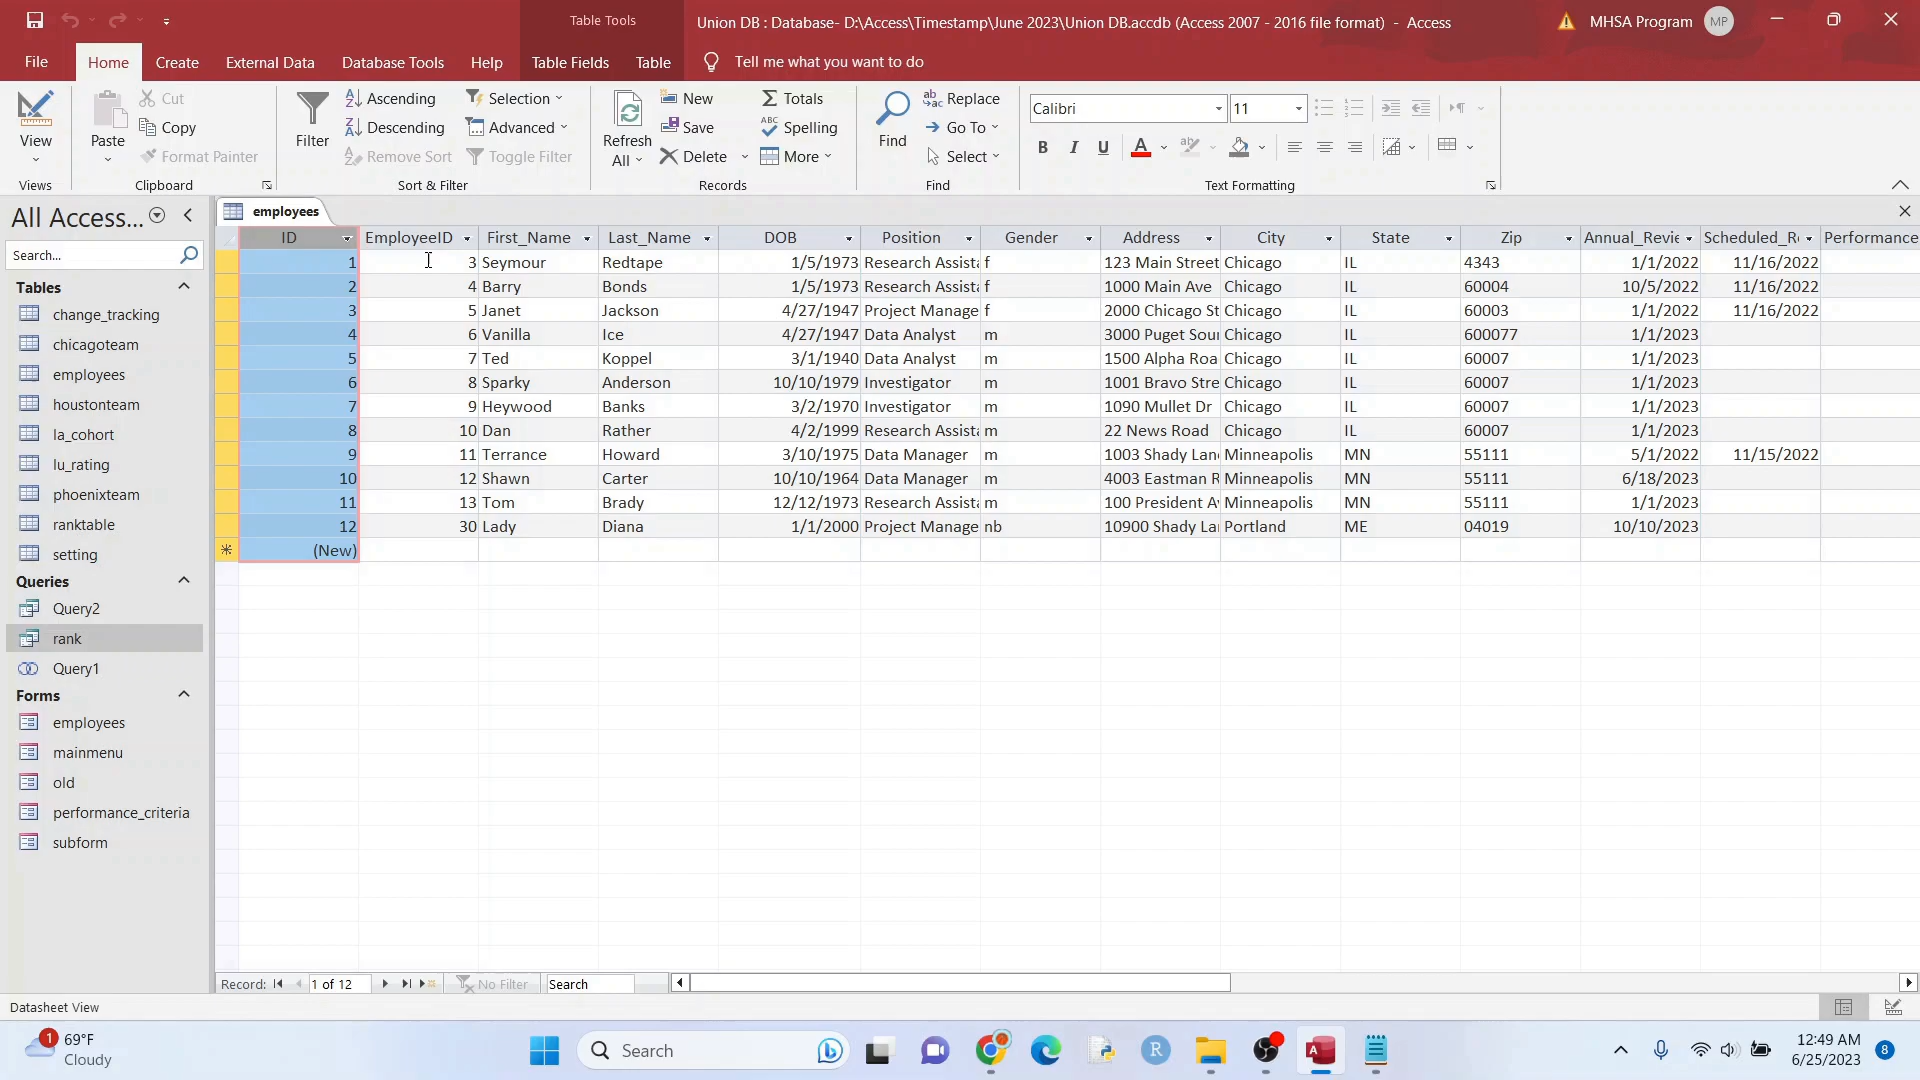 Table Tools
Union DB : Database- D:\Access\Timestamp\June 2023\Union DB.accdb (Access 2007 - 2016 file format) - Access
MHSA Program MP
File Home Create External Data Database Tools Help Table Fields Table Tell me what you want to do
View
Views
Paste
Cut
Copy
Format Painter
Clipboard
Filter
Ascending
Descending
Remove Sort
Selection
Advanced
Toggle Filter
Sort & Filter
Refresh
All
New
Save
Delete
Totals
Spelling
More
Records
Find
Replace
Go To
Select
Find
Calibri 11
B I U A
Text Formatting
All Access...
Search...
Tables
change_tracking
chicagoteam
employees
houstonteam
la_cohort
lu_rating
phoenixteam
ranktable
setting
Queries
Query2
rank
Query1
Forms
employees
mainmenu
old
performance_criteria
subform
employees
ID EmployeeID First_Name Last_Name DOB Position Gender Address City State Zip Annual_Revie Scheduled_R Performance
1 3 Seymour Redtape 1/5/1973 Research Assista f 123 Main Street Chicago IL 4343 1/1/2022 11/16/2022
2 4 Barry Bonds 1/5/1973 Research Assista f 1000 Main Ave Chicago IL 60004 10/5/2022 11/16/2022
3 5 Janet Jackson 4/27/1947 Project Manage f 2000 Chicago St Chicago IL 60003 1/1/2022 11/16/2022
4 6 Vanilla Ice 4/27/1947 Data Analyst m 3000 Puget Sou Chicago IL 600077 1/1/2023
5 7 Ted Koppel 3/1/1940 Data Analyst m 1500 Alpha Roa Chicago IL 60007 1/1/2023
6 8 Sparky Anderson 10/10/1979 Investigator m 1001 Bravo Stre Chicago IL 60007 1/1/2023
7 9 Heywood Banks 3/2/1970 Investigator m 1090 Mullet Dr Chicago IL 60007 1/1/2023
8 10 Dan Rather 4/2/1999 Research Assista m 22 News Road Chicago IL 60007 1/1/2023
9 11 Terrance Howard 3/10/1975 Data Manager m 1003 Shady Lan Minneapolis MN 55111 5/1/2022 11/15/2022
10 12 Shawn Carter 10/10/1964 Data Manager m 4003 Eastman R Minneapolis MN 55111 6/18/2023
11 13 Tom Brady 12/12/1973 Research Assista m 100 President A Minneapolis MN 55111 1/1/2023
12 30 Lady Diana 1/1/2000 Project Manage nb 10900 Shady La Portland ME 04019 10/10/2023
(New)
Record: 1 of 12 No Filter Search
Datasheet View
1 69°F
Cloudy
Search
12:49 AM
6/25/2023
8